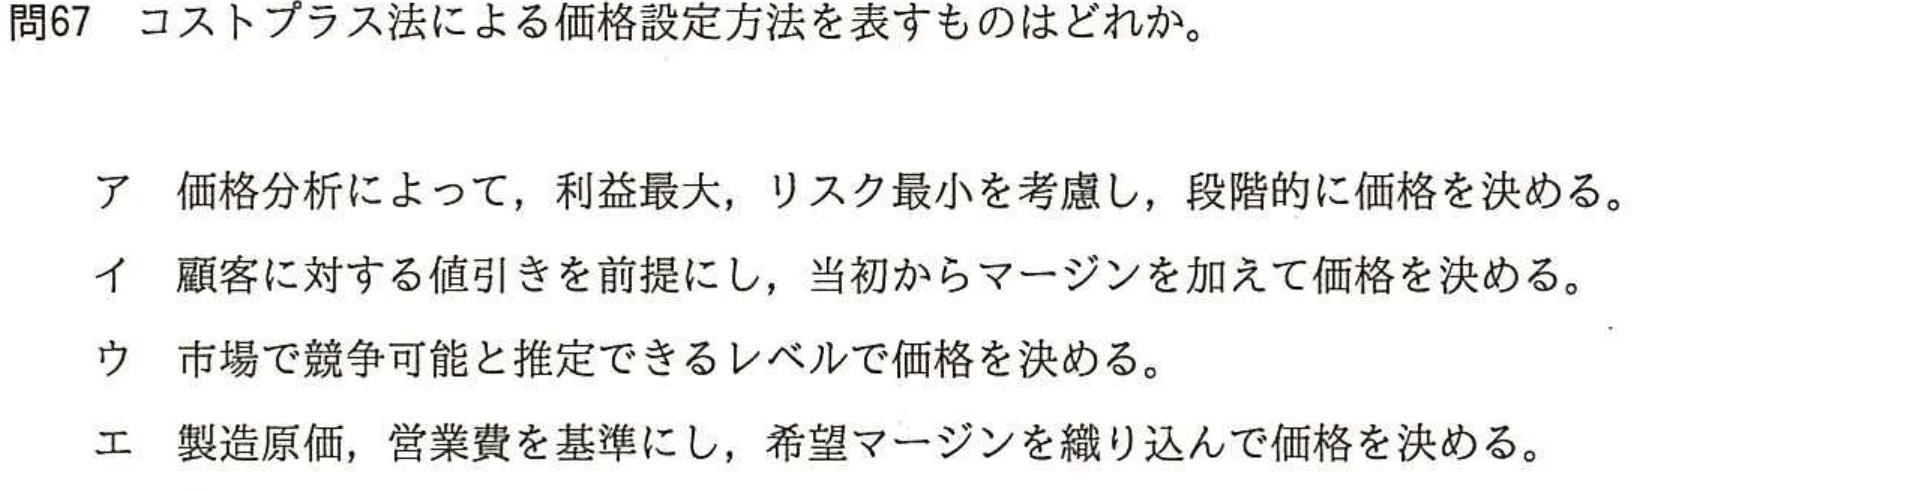 問67　コストプラス法による価格設定方法を表すものはどれか。
ア　価格分析によって，利益最大，リスク最小を考慮し，段階的に価格を決める。
イ　顧客に対する値引きを前提にし，当初からマージンを加えて価格を決める。
ウ　市場で競争可能と推定できるレベルで価格を決める。
エ　製造原価，営業費を基準にし，希望マージンを織り込んで価格を決める。